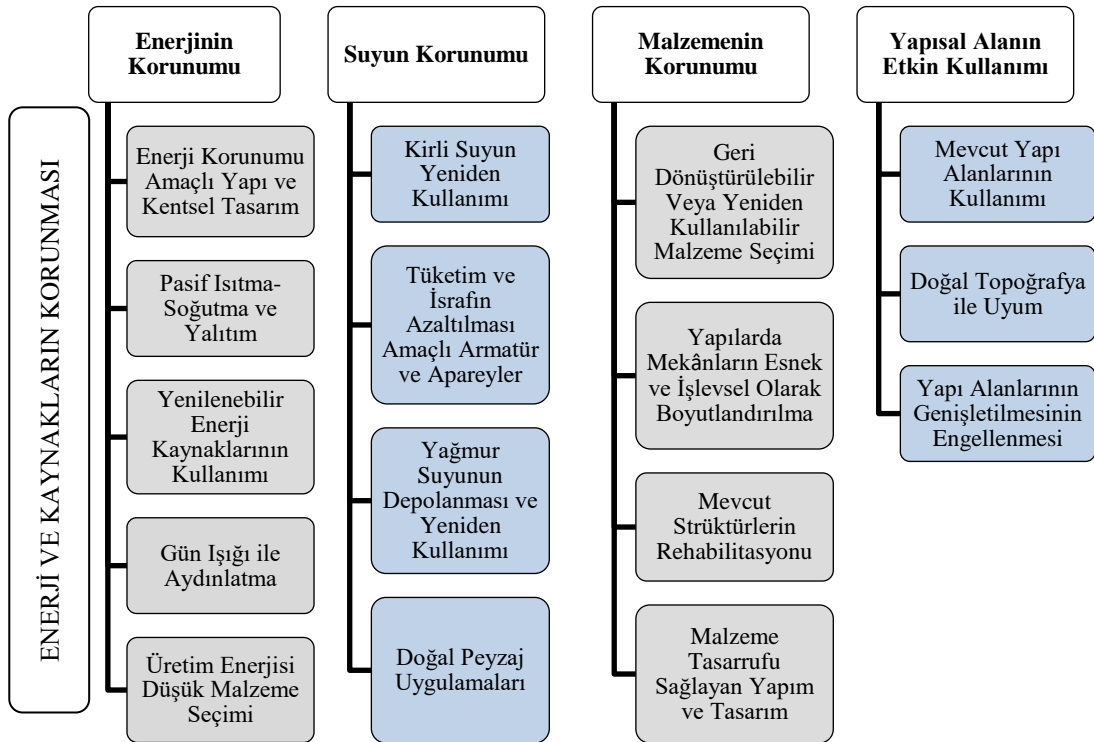 ENERJİ VE KAYNAKLARIN KORUNMASI
Enerjinin
Korunumu
Enerji Korunumu
Amaçlı Yapı ve
Kentsel Tasarım
Pasif Isıtma-
Soğutma ve
Yalıtım
Yenilenebilir
Enerji
Kaynaklarının
Kullanımı
Gün Işığı ile
Aydınlatma
Üretim Enerjisi
Düşük Malzeme
Seçimi
Suyun Korunumu
Kirli Suyun
Yeniden
Kullanımı
Tüketim ve
İsrafın
Azaltılması
Amaçlı Armatür
ve Apareyler
Yağmur
Suyunun
Depolanması ve
Yeniden
Kullanımı
Doğal Peyzaj
Uygulamaları
Malzemenin
Korunumu
Geri
Dönüştürülebilir
Veya Yeniden
Kullanılabilir
Malzeme Seçimi
Yapılarda
Mekânların Esnek
ve İşlevsel Olarak
Boyutlandırılma
Mevcut
Strüktürlerin
Rehabilitasyonu
Malzeme
Tasarrufu
Sağlayan Yapım
ve Tasarım
Yapısal Alanın
Etkin Kullanımı
Mevcut Yapı
Alanlarının
Kullanımı
Doğal Topoğrafya
ile Uyum
Yapı Alanlarının
Genişletilmesinin
Engellenmesi